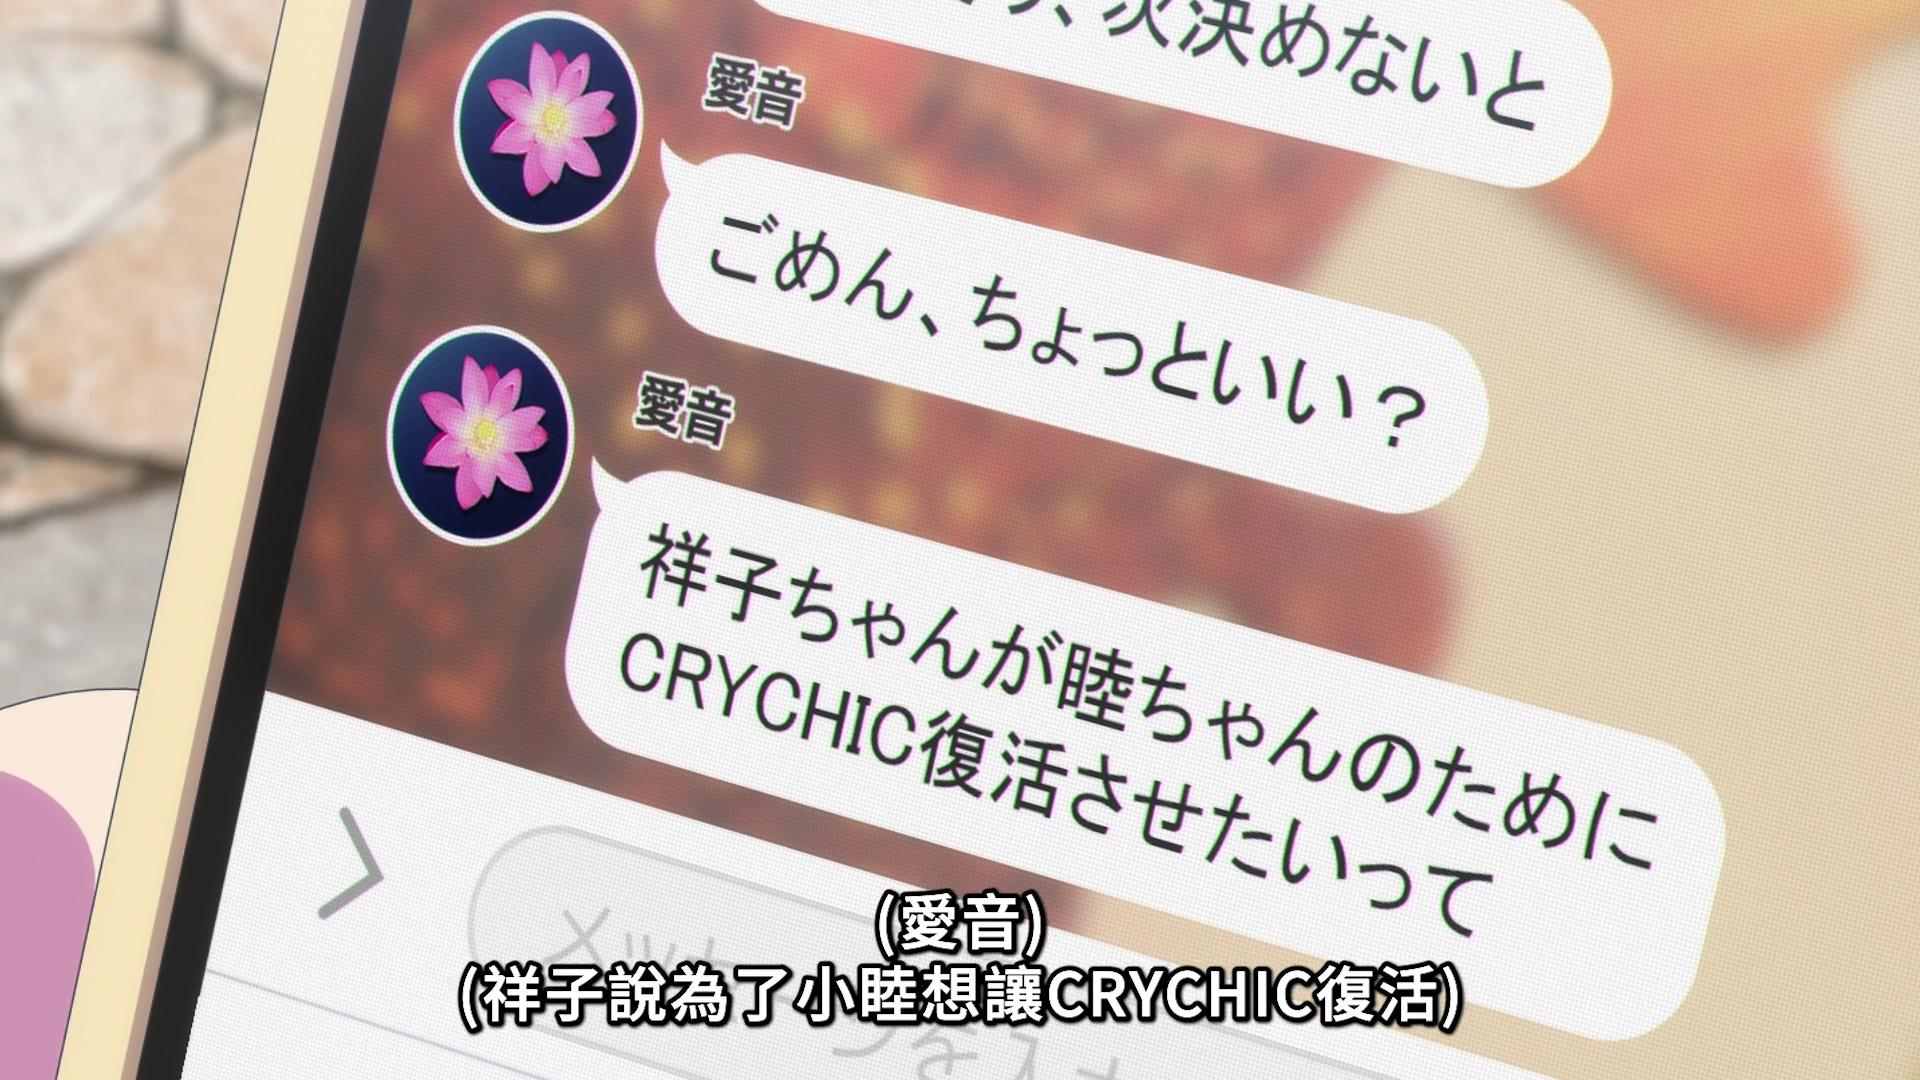 、次決めないと
愛音
ごめん、ちょっといい？
愛音
祥子ちゃんが睦ちゃんのために
CRYCHIC復活させたいって
(愛音)
(祥子說為了小睦想讓CRYCHIC復活)